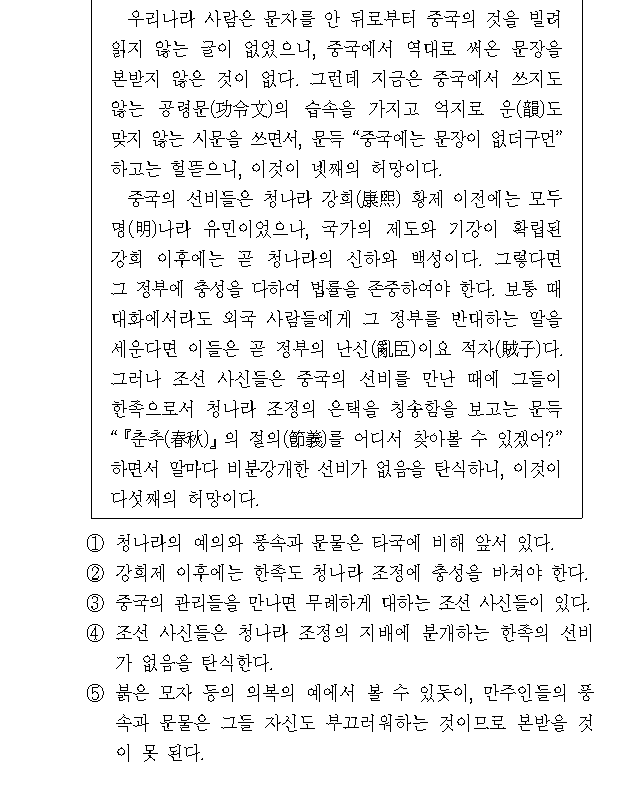 우리나라 사람은 문자를 안 뒤로부터 중국의 것을 빌려
읽지 않는 글이 없었으니, 중국에서 역대로 써온 문장을
본받지 않은 것이 없다. 그런데 지금은 중국에서 쓰지도
않는 공령문(功令文)의 습속을 가지고 억지로 운(韻)도
맞지 않는 시문을 쓰면서, 문득 “중국에는 문장이 없더구먼”
하고는 헐뜯으니, 이것이 넷째의 허망이다.
중국의 선비들은 청나라 강희(康熙) 황제 이전에는 모두
명(明)나라 유민이었으나, 국가의 제도와 기강이 확립된
강희 이후에는 곧 청나라의 신하와 백성이다. 그렇다면
그 정부에 충성을 다하여 법률을 존중하여야 한다. 보통 때
대화에서라도 외국 사람들에게 그 정부를 반대하는 말을
세운다면 이들은 곧 정부의 난신(亂臣)이요 적자(賊子)다.
그러나 조선 사신들은 중국의 선비를 만난 때에 그들이
한족으로서 청나라 조정의 은택을 칭송함을 보고는 문득
“『춘추(春秋)』의 절의(節義)를 어디서 찾아볼 수 있겠어?”
하면서 말마다 비분강개한 선비가 없음을 탄식하니, 이것이
다섯째의 허망이다.
① 청나라의 예의와 풍속과 문물은 타국에 비해 앞서 있다.
② 강희제 이후에는 한족도 청나라 조정에 충성을 바쳐야 한다.
③ 중국의 관리들을 만나면 무례하게 대하는 조선 사신들이 있다.
④ 조선 사신들은 청나라 조정의 지배에 분개하는 한족의 선비
가 없음을 탄식한다.
⑤ 붉은 모자 등의 의복의 예에서 볼 수 있듯이, 만주인들의 풍
속과 문물은 그들 자신도 부끄러워하는 것이므로 본받을 것
이 못 된다.